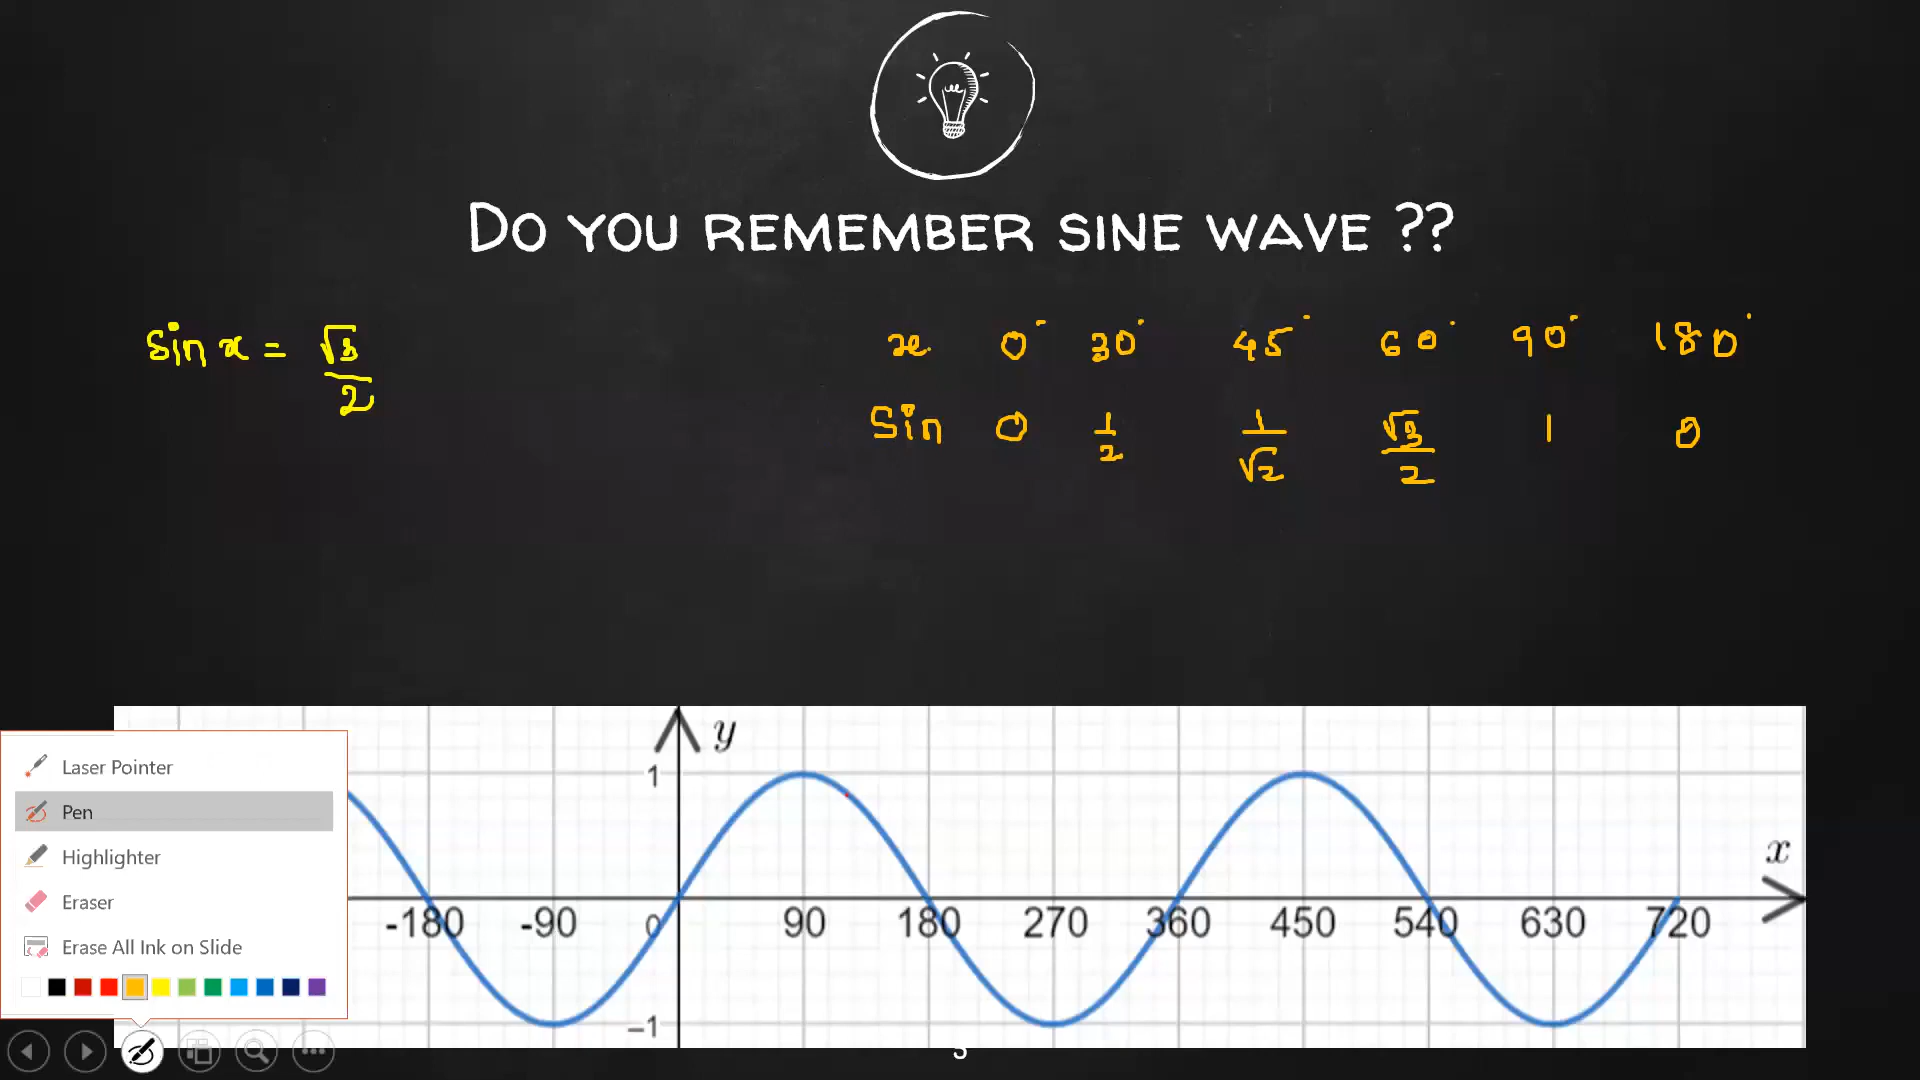 Do you remember sine wave ??
sin x = √3/2
x 0° 30° 45° 60° 90° 180°
Sin 0 1/2 1/√2 √3/2 1 0
y
1
x
-180 -90 0 90 180 270 360 450 540 630 720
-1
Laser Pointer
Pen
Highlighter
Eraser
Erase All Ink on Slide